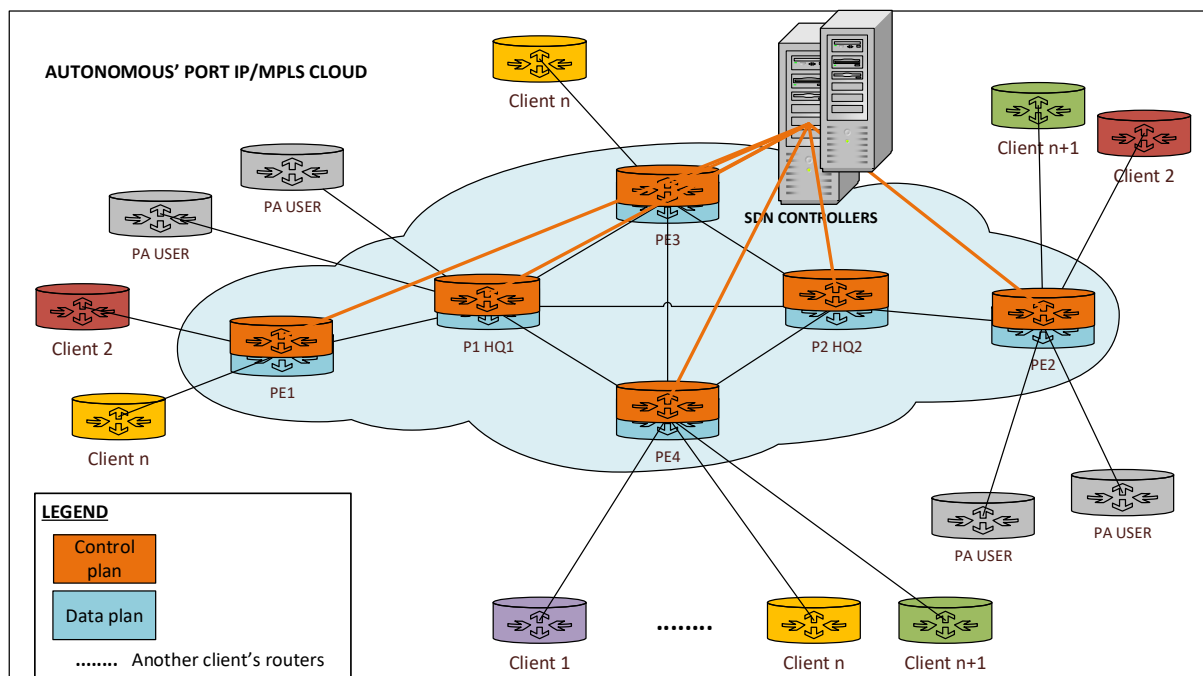 AUTONOMOUS' PORT IP/MPLS CLOUD
Client n
Client n+1
Client 2
PA USER
PA USER
SDN CONTROLLERS
PE3
Client 2
PE1
P1 HQ1
P2 HQ2
PE2
Client n
PE4
PA USER
PA USER
LEGEND
Control
plan
Data plan
........ Another client's routers
Client 1
........
Client n
Client n+1